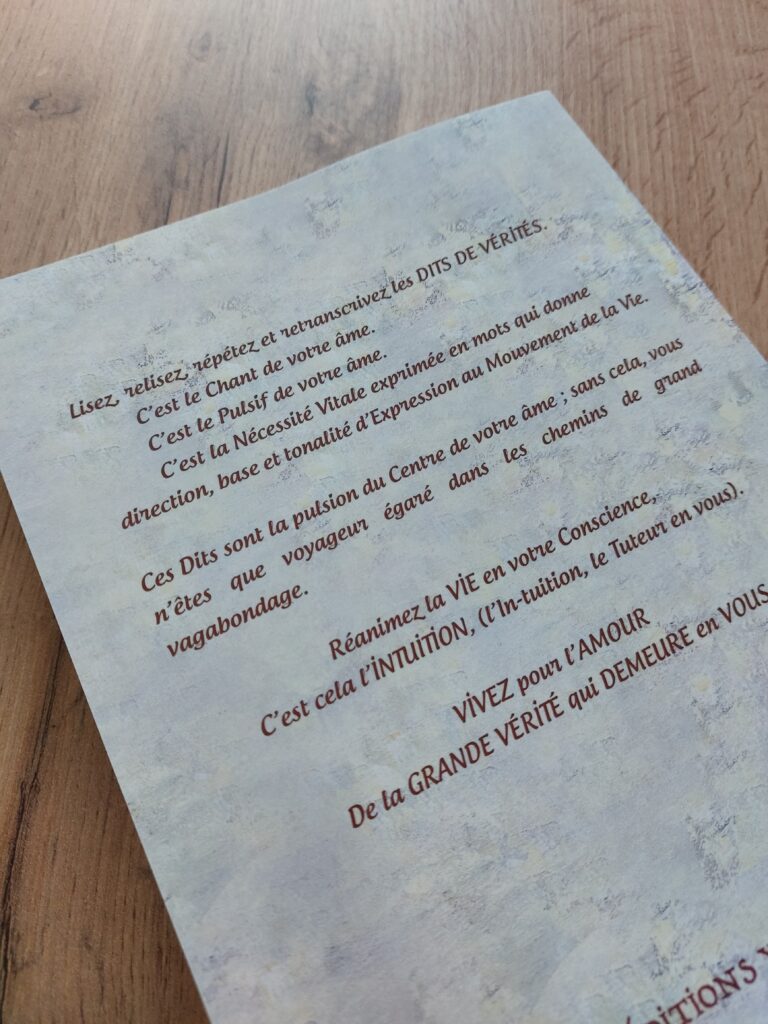 Lisez, relisez, répétez et retranscrivez les DITS DE VÉRITÉS.
C'est le Chant de votre âme.
C'est le Pulsif de votre âme.
C'est la Nécessité Vitale exprimée en mots qui donne
direction, base et tonalité d'Expression au Mouvement de la Vie.
Ces Dits sont la pulsion du Centre de votre âme ; sans cela, vous
n'êtes que voyageur égaré dans les chemins de grand
vagabondage.
Réanimez la VIE en votre Conscience,
C'est cela l'INTUITION, (l'In-tuition, le Tuteur en vous).
VIVEZ pour l'AMOUR
De la GRANDE VÉRITÉ qui DEMEURE en VOUS